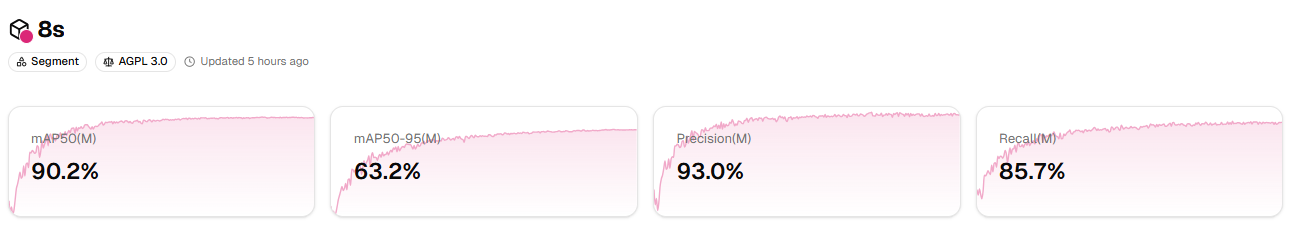 8s
Segment AGPL 3.0 Updated 5 hours ago
mAP50(M) mAP50-95(M) Precision(M) Recall(M)
90.2% 63.2% 93.0% 85.7%